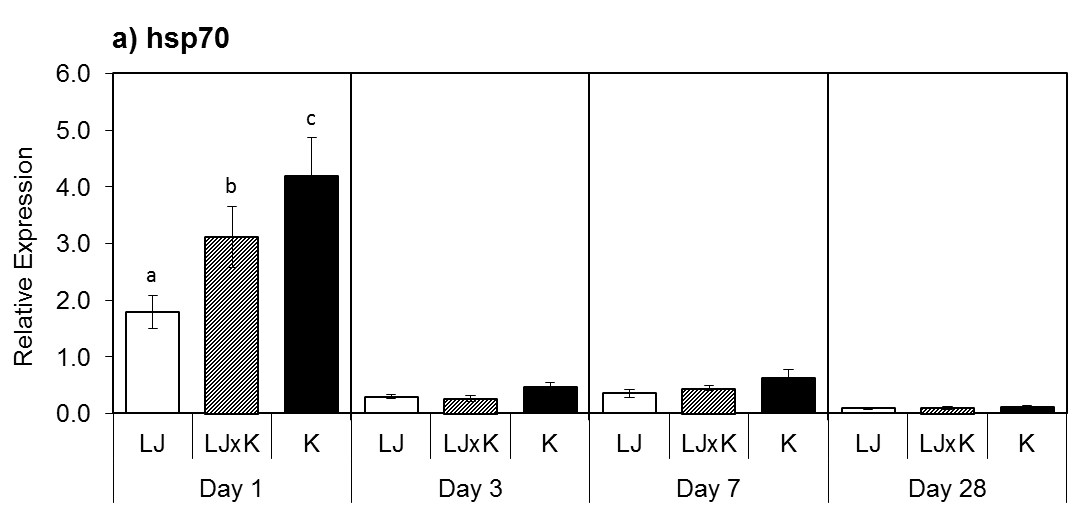 a) hsp70
Relative Expression
6.0
5.0
4.0
3.0
2.0
1.0
0.0
a
b
c
LJ LJxK K LJ LJxK K LJ LJxK K LJ LJxK K
Day 1 Day 3 Day 7 Day 28